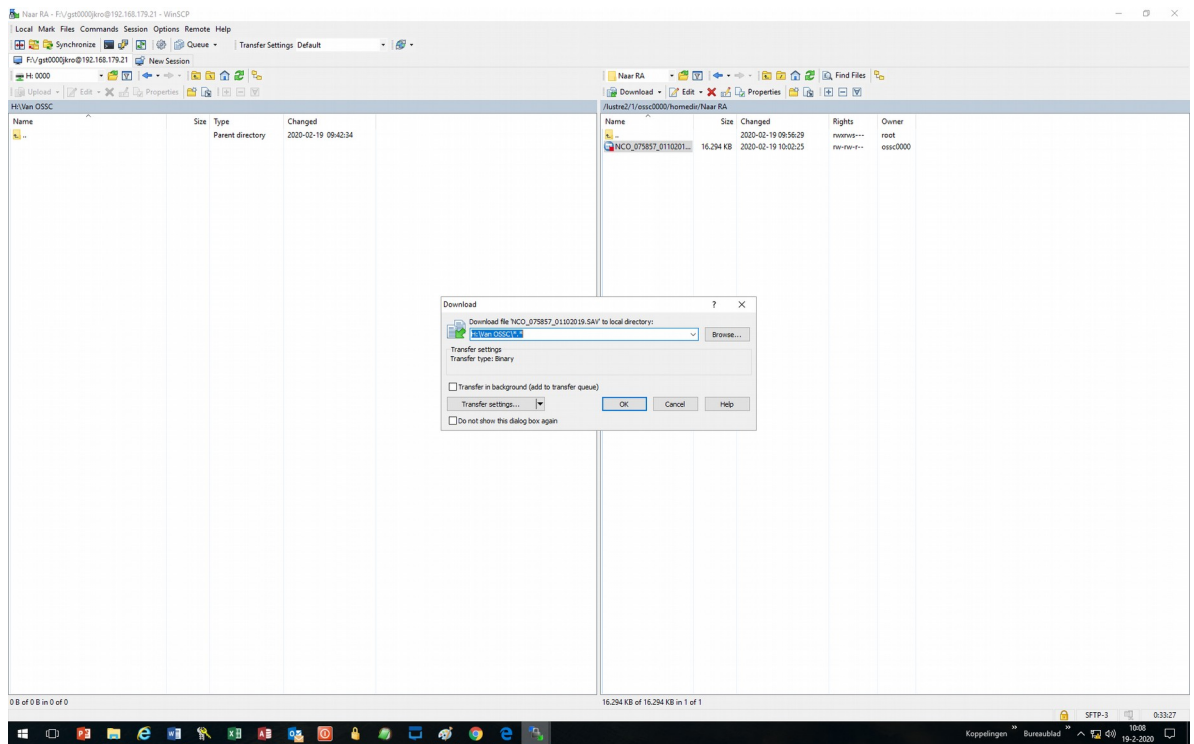 Naar RA - F:\/gst0000jkro@192.168.179.21 - WinSCP
Local Mark Files Commands Session Options Remote Help
Synchronize Queue Transfer Settings Default
F:\/gst0000jkro@192.168.179.21 New Session
H: 0000 Naar RA Find Files
Upload Edit Properties Download Edit Properties
H:\Van OSSC /lustre2/1/ossc0000/homedir/Naar RA
Name Size Type Changed Name Size Changed Rights Owner
.. Parent directory 2020-02-19 09:42:34 .. 2020-02-19 09:56:29 rwxrws--- root
NCO_075857_0110201... 16.294 KB 2020-02-19 10:02:25 rw-rw-r-- ossc0000
Download ? X
Download file 'NCO_075857_01102019.SAV' to local directory:
H:\Van OSSC\*.* Browse...
Transfer settings
Transfer type: Binary
Transfer in background (add to transfer queue)
Transfer settings... OK Cancel Help
Do not show this dialog box again
0 B of 0 B in 0 of 0 16.294 KB of 16.294 KB in 1 of 1
SFTP-3 0:33:27
Koppelingen » Bureaublad » 10:08
19-2-2020